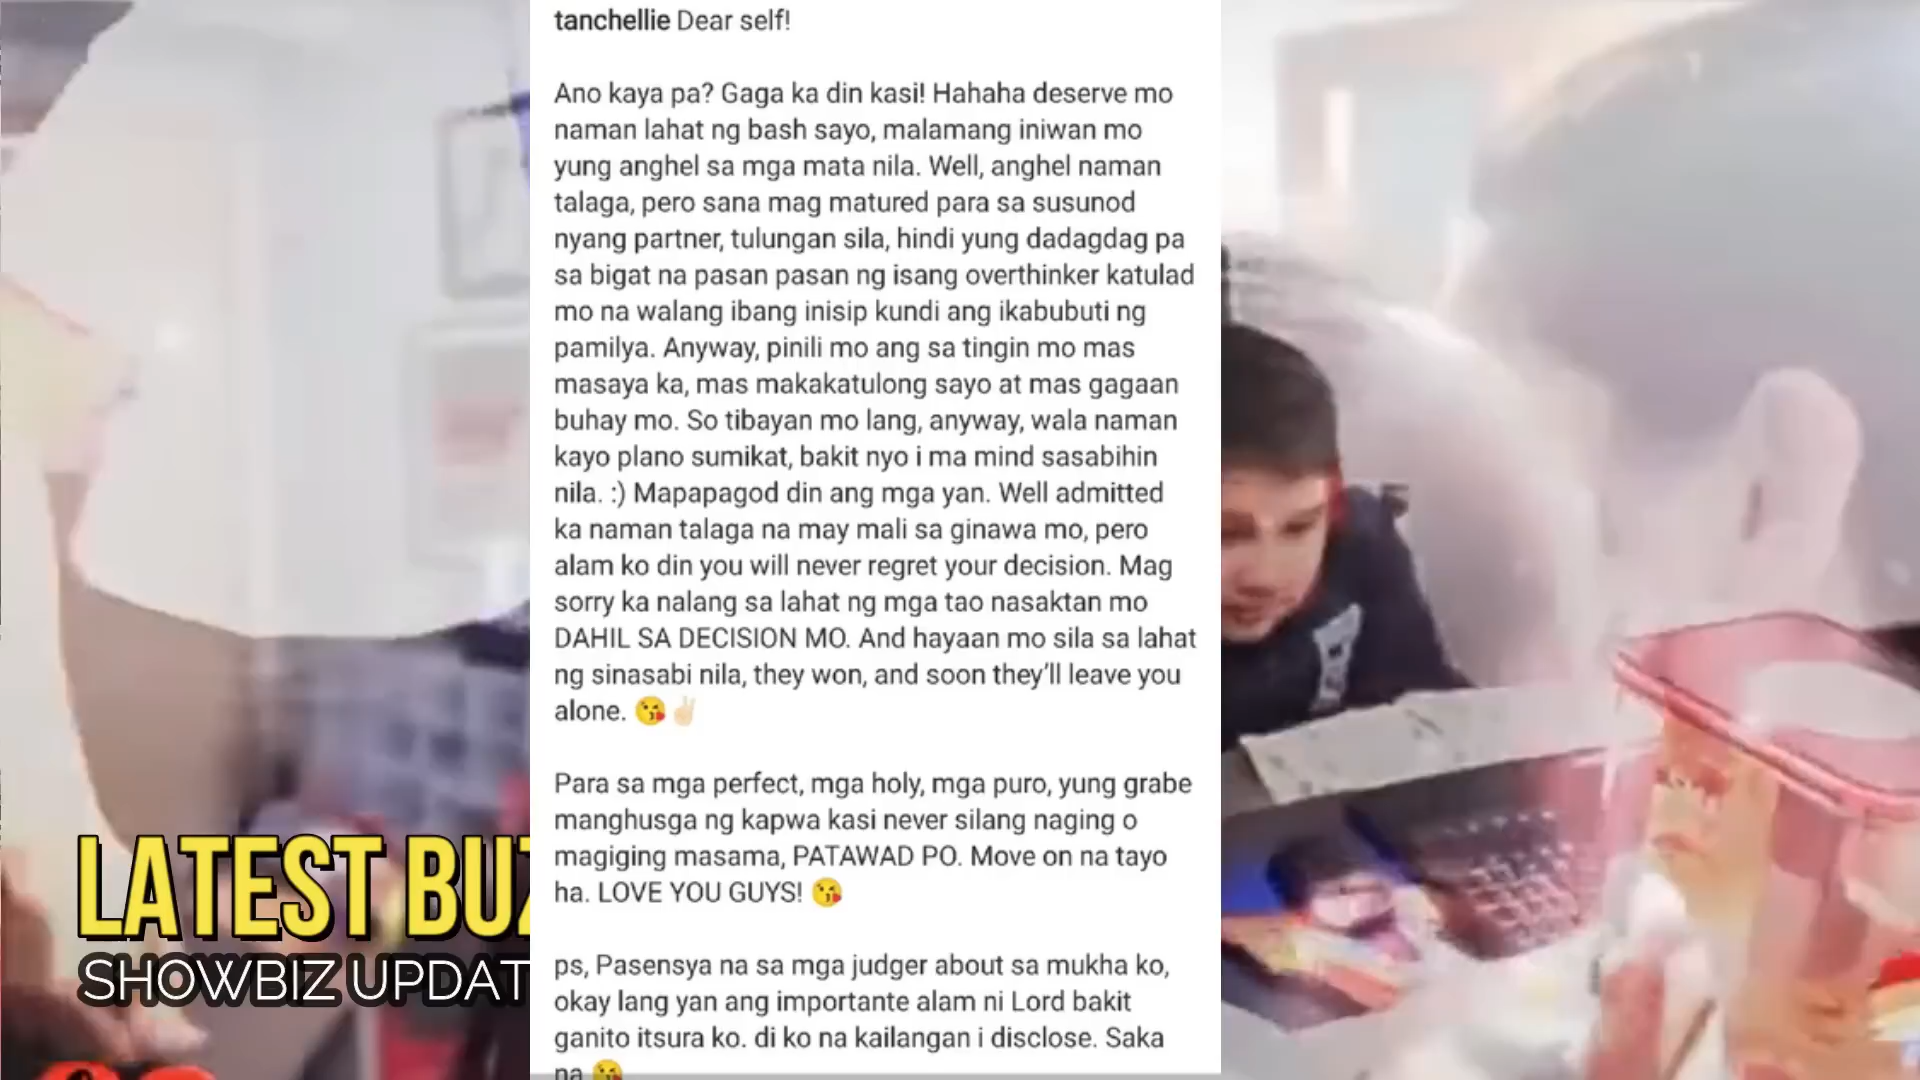 tanchellie Dear self!
Ano kaya pa? Gaga ka din kasi! Hahaha deserve mo
naman lahat ng bash sayo, malamang iniwan mo
yung anghel sa mga mata nila. Well, anghel naman
talaga, pero sana mag matured para sa susunod
nyang partner, tulungan sila, hindi yung dadagdag pa
sa bigat na pasan pasan ng isang overthinker katulad
mo na walang ibang inisip kundi ang ikabubuti ng
pamilya. Anyway, pinili mo ang sa tingin mo mas
masaya ka, mas makakatulong sayo at mas gagaan
buhay mo. So tibayan mo lang, anyway, wala naman
kayo plano sumikat, bakit nyo i ma mind sasabihin
nila. :) Mapapagod din ang mga yan. Well admitted
ka naman talaga na may mali sa ginawa mo, pero
alam ko din you will never regret your decision. Mag
sorry ka nalang sa lahat ng mga tao nasaktan mo
DAHIL SA DECISION MO. And hayaan mo sila sa lahat
ng sinasabi nila, they won, and soon they'll leave you
alone. 😘✌🏻
Para sa mga perfect, mga holy, mga puro, yung grabe
manghusga ng kapwa kasi never silang naging o
magiging masama, PATAWAD PO. Move on na tayo
ha. LOVE YOU GUYS! 😘
ps, Pasensya na sa mga judger about sa mukha ko,
okay lang yan ang importante alam ni Lord bakit
ganito itsura ko. di ko na kailangan i disclose. Saka
na 😘
LATEST BUZ
SHOWBIZ UPDAT